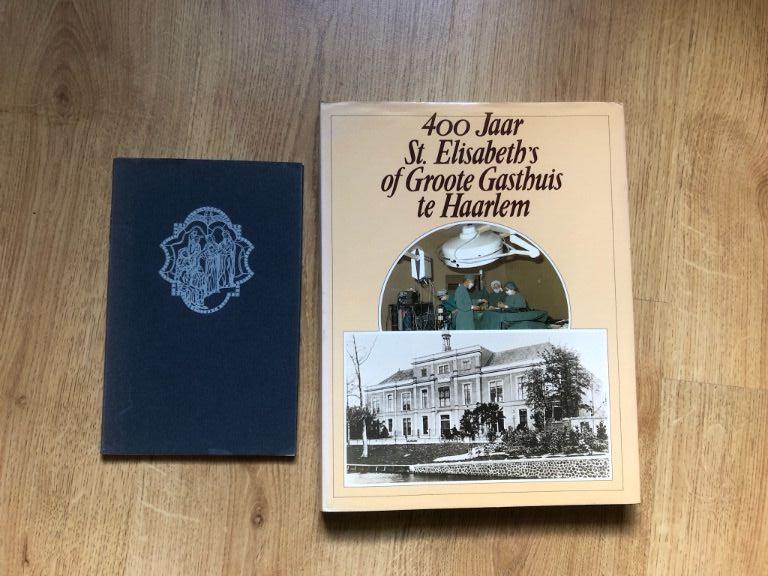 400 Jaar
St. Elisabeth's
of Groote Gasthuis
te Haarlem